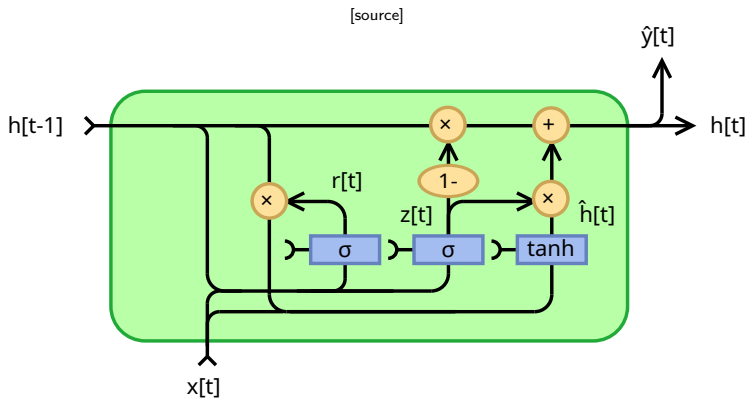 [source]
ŷ[t]
h[t-1]
×
+
h[t]
1-
r[t]
×
z[t]
×
ĥ[t]
σ
σ
tanh
x[t]